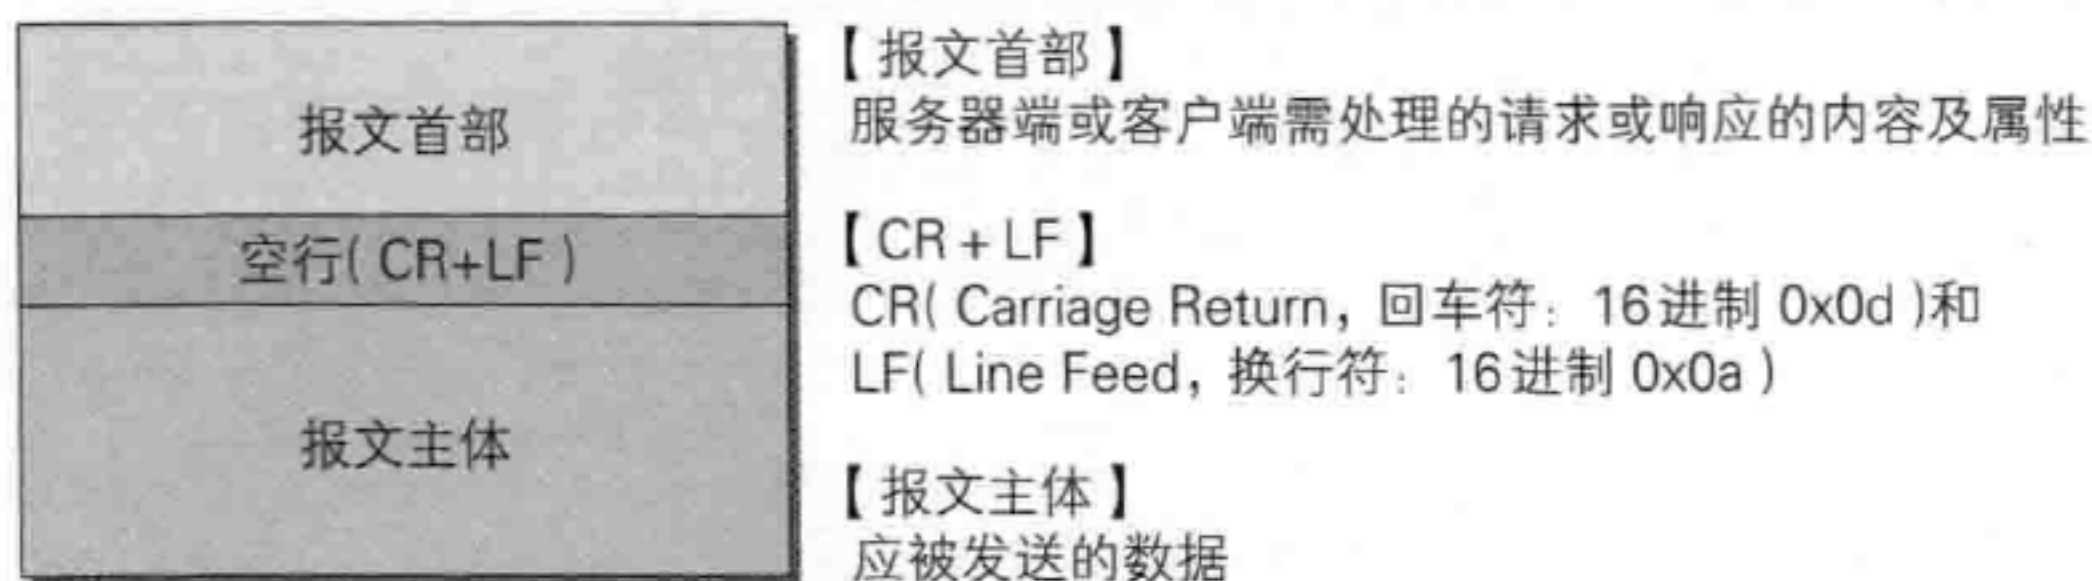 报文首部
空行( CR+LF )
报文主体
【报文首部】
服务器端或客户端需处理的请求或响应的内容及属性
【CR + LF】
CR( Carriage Return，回车符：16进制 0x0d )和
LF( Line Feed，换行符：16进制 0x0a )
【报文主体】
应被发送的数据